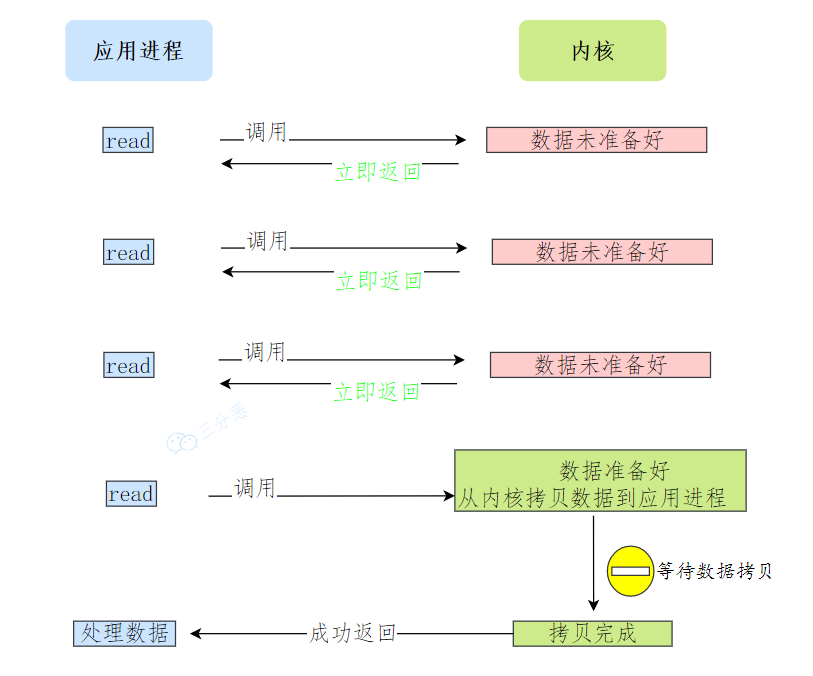 应用进程
内核
read
调用
数据未准备好
立即返回
read
调用
数据未准备好
立即返回
read
调用
数据未准备好
立即返回
三分恶
read
调用
数据准备好
从内核拷贝数据到应用进程
等待数据拷贝
处理数据
成功返回
拷贝完成